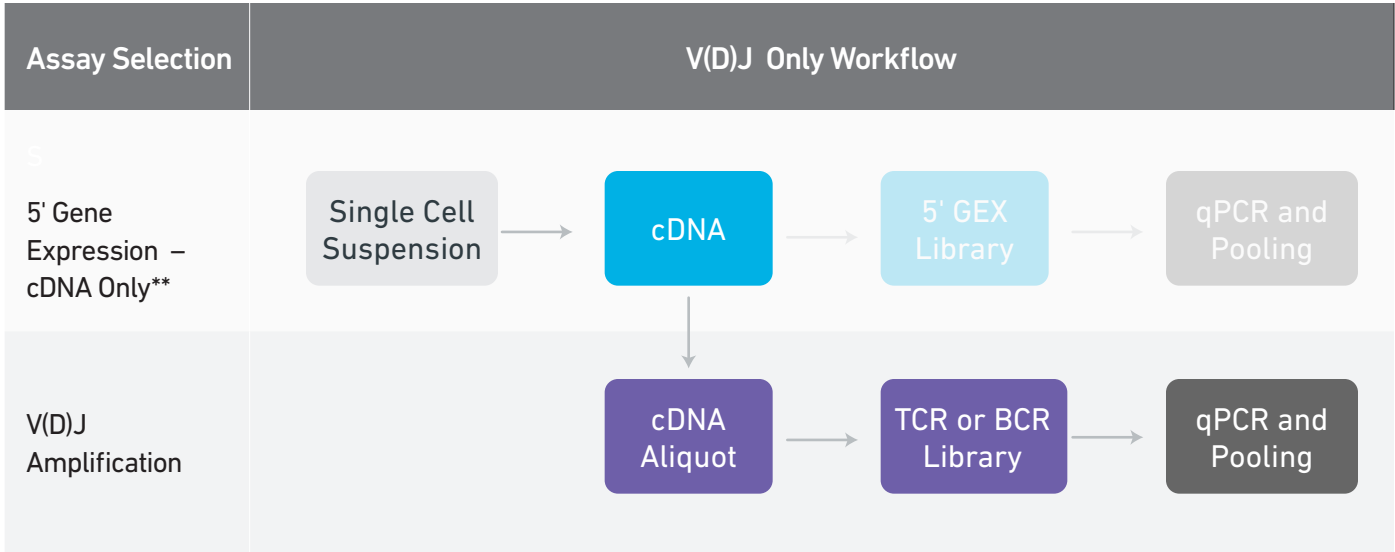 Assay Selection
V(D)J Only Workflow
S
5' Gene
Expression –
cDNA Only**
Single Cell
Suspension
cDNA
5' GEX
Library
qPCR and
Pooling
V(D)J
Amplification
cDNA
Aliquot
TCR or BCR
Library
qPCR and
Pooling